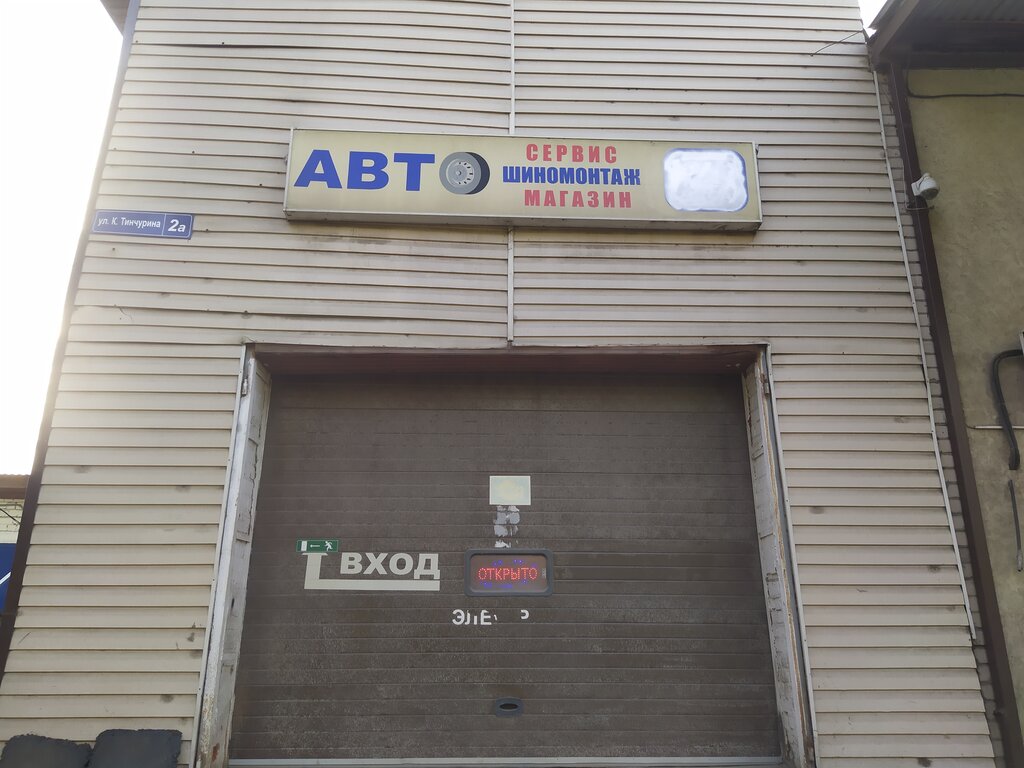 АВТО
СЕРВИС
ШИНОМОНТАЖ
МАГАЗИН
ул. К. Тинчурина 2а
ВХОД
ОТКРЫТО